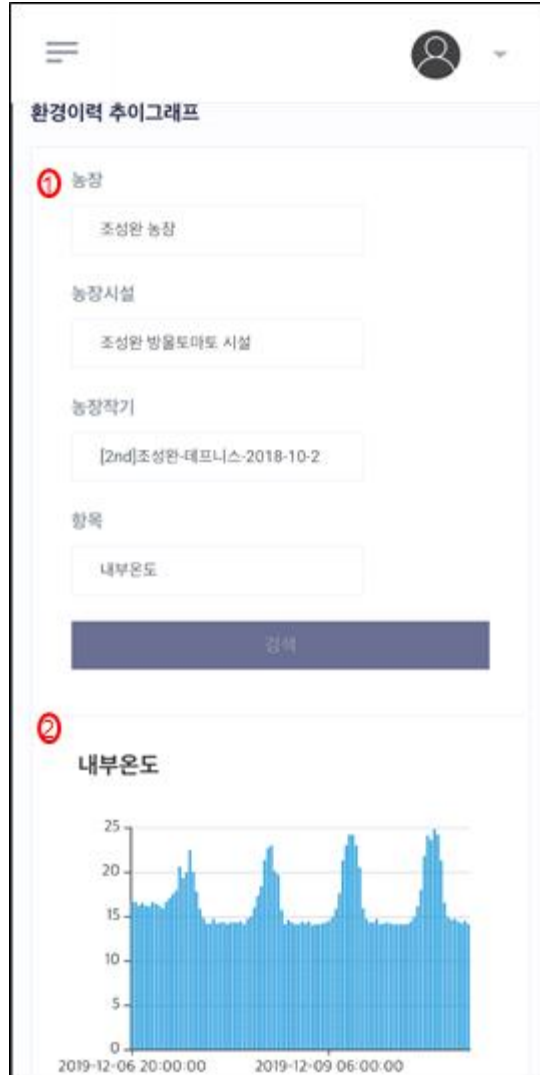 환경이력 추이그래프
1
농장
조성완 농장
농장시설
조성완 방울토마토 시설
농장작기
[2nd]조성완-데프니스-2018-10-2
항목
내부온도
검색
2
내부온도
25
20
15
10
5
0
2019-12-06 20:00:00 2019-12-09 06:00:00